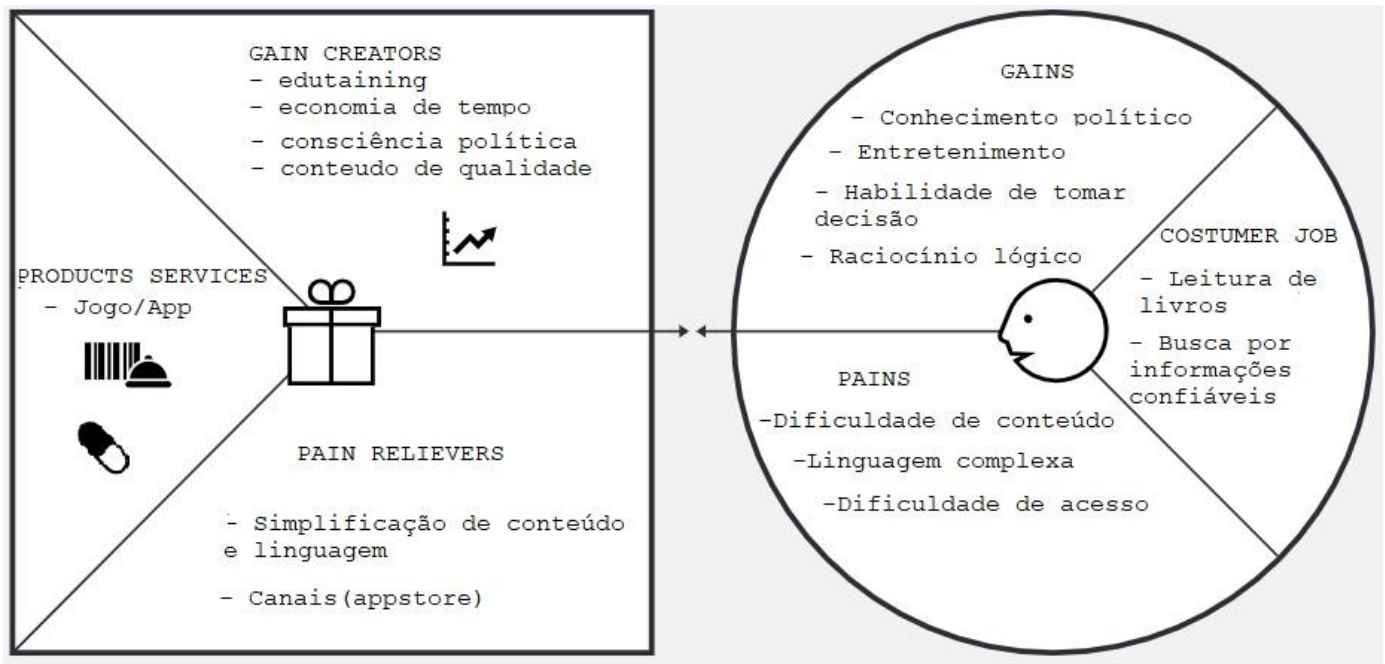 GAIN CREATORS
- edutaining
- economia de tempo
- consciência política
- conteudo de qualidade
PRODUCTS SERVICES
- Jogo/App
PAIN RELIEVERS
- Simplificação de conteúdo
e linguagem
- Canais(appstore)
GAINS
- Conhecimento político
- Entretenimento
- Habilidade de tomar
decisão
- Raciocínio lógico
COSTUMER JOB
- Leitura de
livros
- Busca por
informações
confiáveis
PAINS
-Dificuldade de conteúdo
-Linguagem complexa
-Dificuldade de acesso